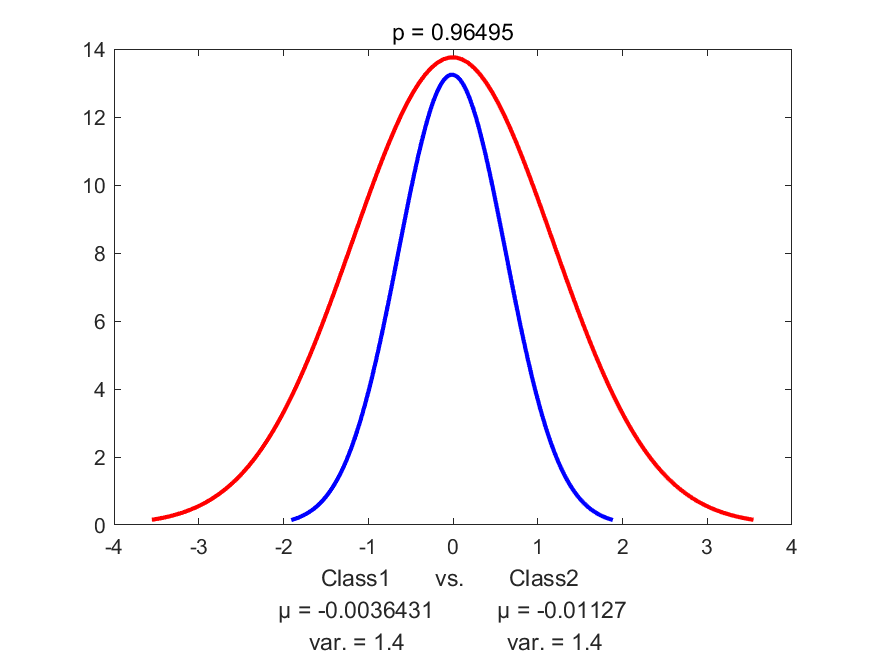 p = 0.96495
14
12
10
8
6
4
2
0
-4 -3 -2 -1 0 1 2 3 4
Class1 vs. Class2
μ = -0.0036431 μ = -0.01127
var. = 1.4 var. = 1.4